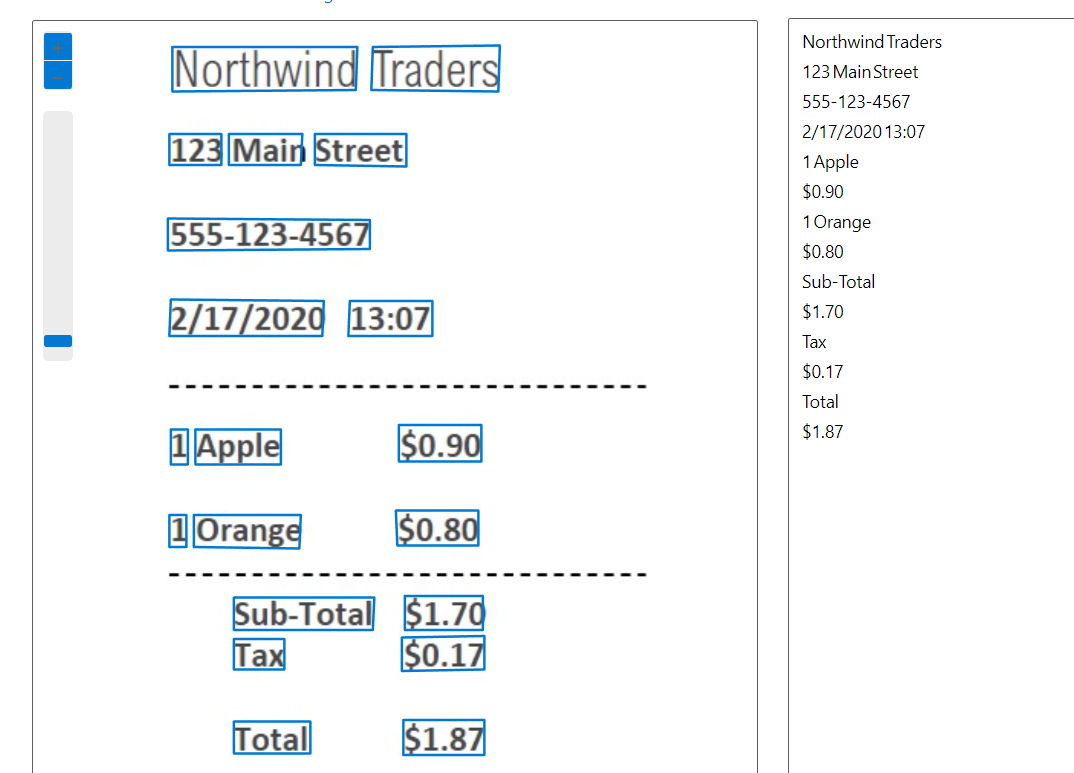 Northwind Traders
123 Main Street
555-123-4567
2/17/2020 13:07
------------------------------
1 Apple $0.90
1 Orange $0.80
------------------------------
Sub-Total $1.70
Tax $0.17
Total $1.87
Northwind Traders
123 Main Street
555-123-4567
2/17/2020 13:07
1 Apple
$0.90
1 Orange
$0.80
Sub-Total
$1.70
Tax
$0.17
Total
$1.87